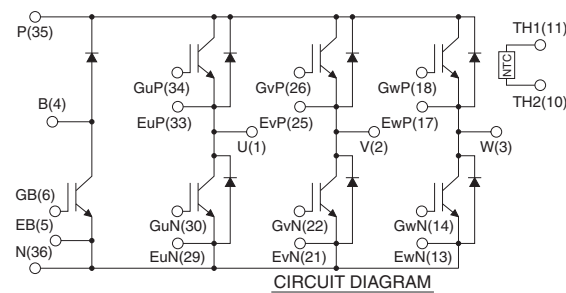 P(35)
TH1(11)
NTC
GuP(34)
GvP(26)
GwP(18)
TH2(10)
B(4)
EuP(33)
EvP(25)
EwP(17)
U(1)
V(2)
W(3)
GB(6)
EB(5)
GuN(30)
GvN(22)
GwN(14)
N(36)
EuN(29)
EvN(21)
EwN(13)
CIRCUIT DIAGRAM